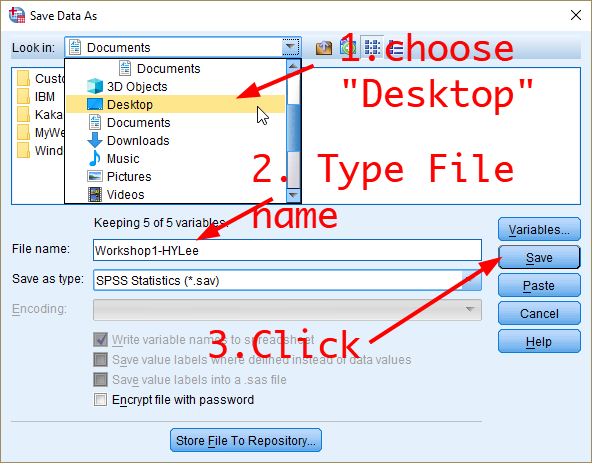 Save Data As
Look in: Documents
1.choose
"Desktop"
Custo
IBM
Kaka
MyWe
Wind
Documents
3D Objects
Desktop
Documents
Downloads
Music
Pictures
Videos
2. Type File
name
Keeping 5 of 5 variables.
Variables...
File name: Workshop1-HYLee
Save
Save as type: SPSS Statistics (*.sav)
Paste
Encoding:
Cancel
3.Click
Write variable names to spreadsheet
Help
Save value labels where defined instead of data values
Save value labels into a .sas file
Encrypt file with password
Store File To Repository...